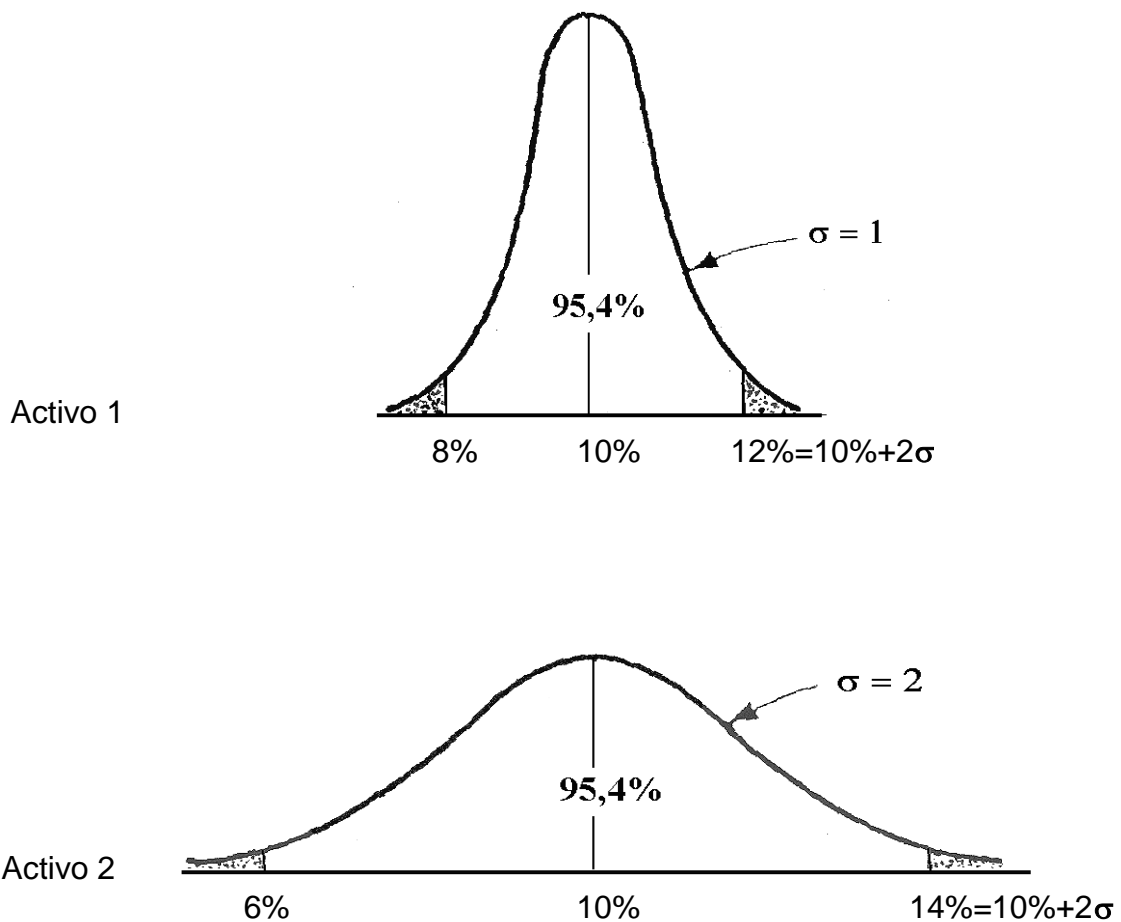 σ = 1
95,4%
Activo 1
8% 10% 12%=10%+2σ
σ = 2
95,4%
Activo 2
6% 10% 14%=10%+2σ